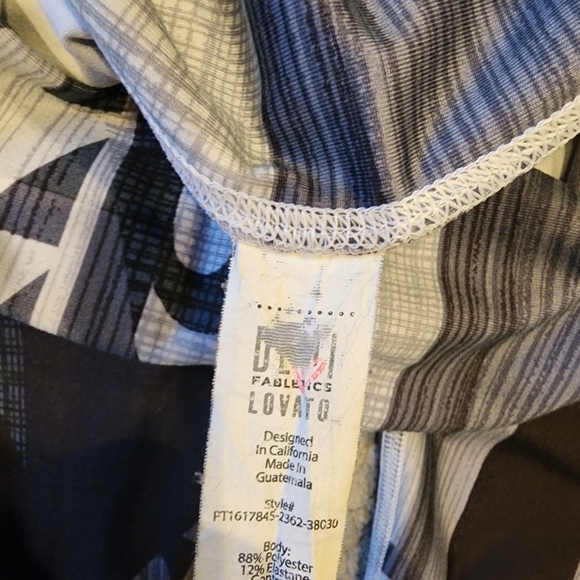 DEMI
FABLETICS
LOVATO
Designed
In California
Made In
Guatemala
Style#
PT1617845-2362-38030
Body:
88% Polyester
12% Elastane